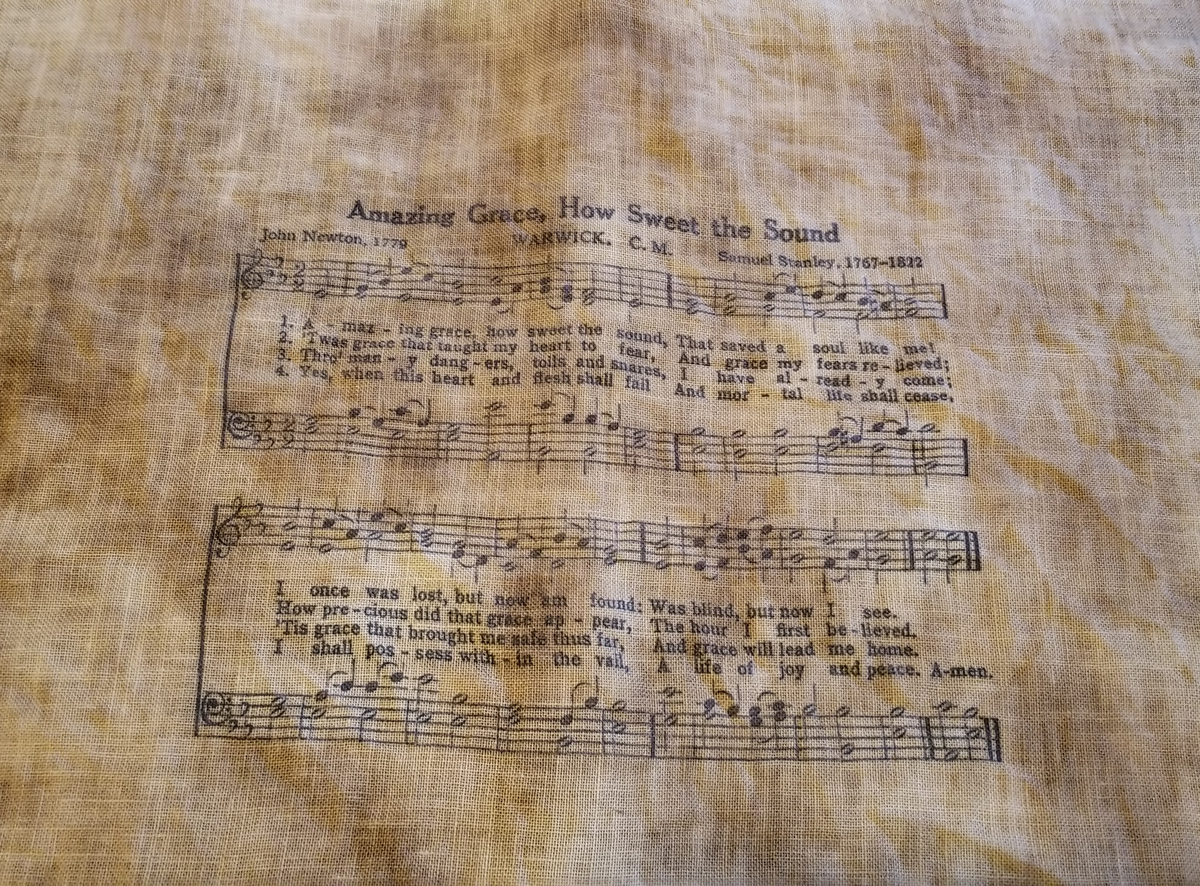 Amazing Grace, How Sweet the Sound
John Newton, 1779 WARWICK. C. M. Samuel Stanley, 1767-1822
1. A - maz - ing grace, how sweet the sound, That saved a soul like me!
2. 'Twas grace that taught my heart to fear, And grace my fears re - lieved;
3. Thro' man - y dang - ers, toils and snares, I have al - read - y come;
4. Yes, when this heart and flesh shall fail And mor - tal life shall cease,
I once was lost, but now am found: Was blind, but now I see.
How pre - cious did that grace ap - pear, The hour I first be - lieved.
'Tis grace that brought me safe thus far, And grace will lead me home.
I shall pos - sess with - in the vail, A life of joy and peace. A-men.